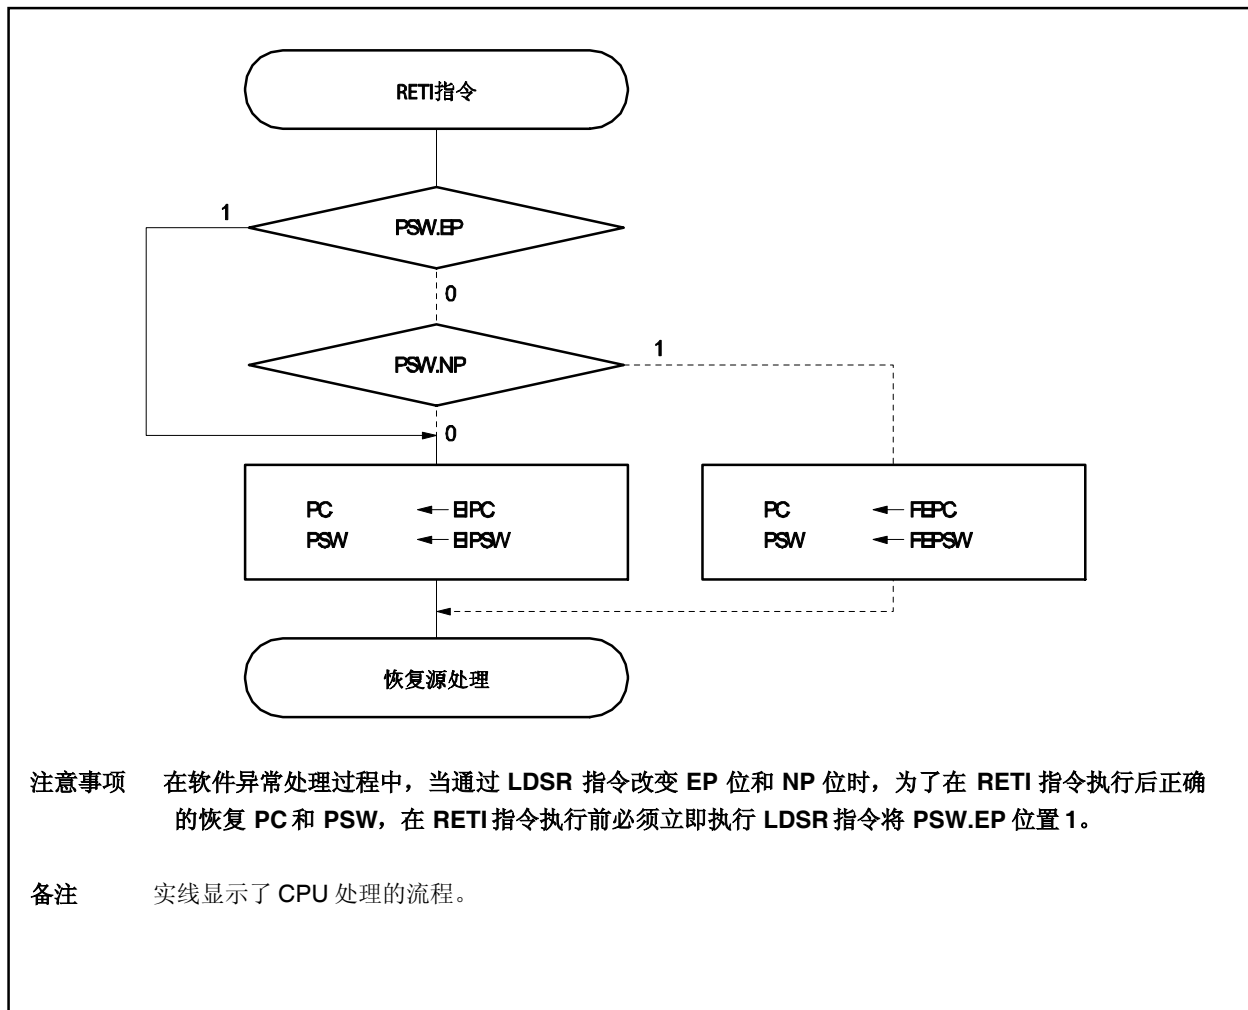 RETI指令
1
PSW.EP
0
1
PSW.NP
0
PC ← EIPC
PSW ← EIPSW
PC ← FEPC
PSW ← FEPSW
恢复源处理
注意事项 在软件异常处理过程中，当通过 LDSR 指令改变 EP 位和 NP 位时，为了在 RETI 指令执行后正确
的恢复 PC 和 PSW，在 RETI 指令执行前必须立即执行 LDSR 指令将 PSW.EP 位置 1。
备注 实线显示了 CPU 处理的流程。